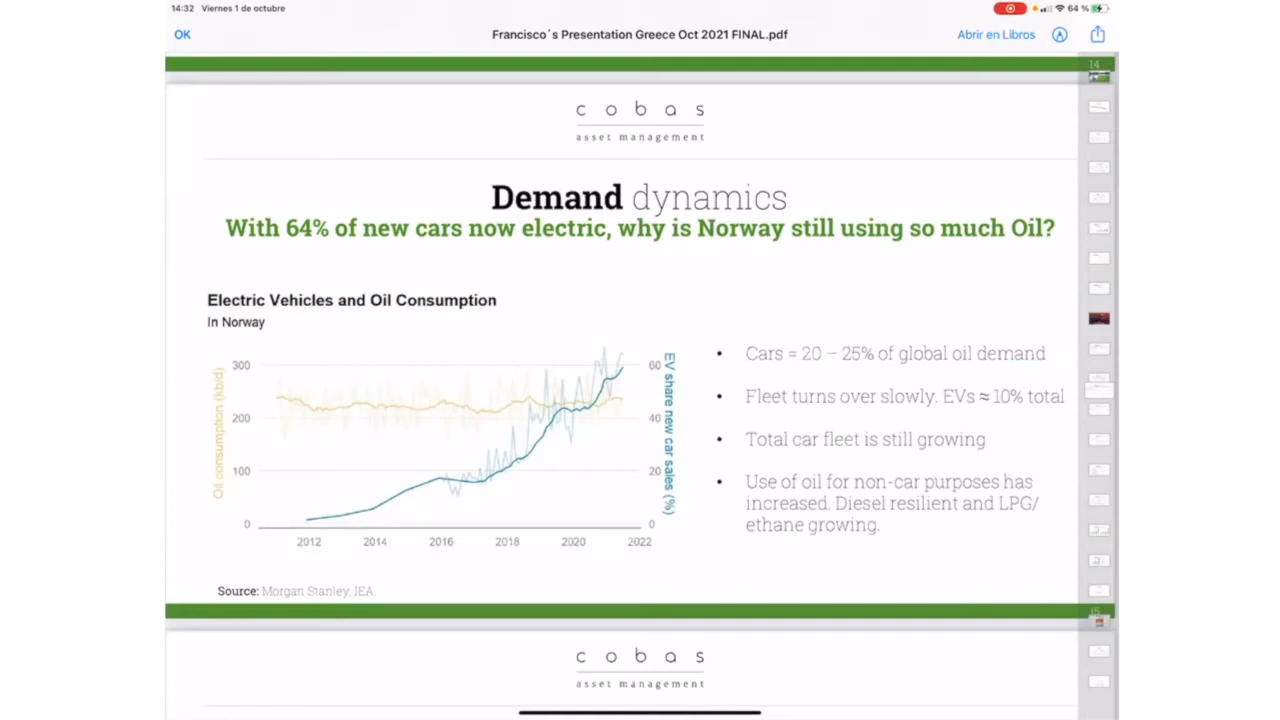 14:32 Viernes 1 de octubre
64 %
OK
Francisco´s Presentation Greece Oct 2021 FINAL.pdf
Abrir en Libros
14
cobas
asset management
Demand dynamics
With 64% of new cars now electric, why is Norway still using so much Oil?
Electric Vehicles and Oil Consumption
In Norway
Oil consumption (kb/d)
300
200
100
0
60
40
20
0
EV share new car sales (%)
2012 2014 2016 2018 2020 2022
• Cars = 20 – 25% of global oil demand
• Fleet turns over slowly. EVs ≈ 10% total
• Total car fleet is still growing
• Use of oil for non-car purposes has
increased. Diesel resilient and LPG/
ethane growing.
Source: Morgan Stanley, IEA.
15
cobas
asset management